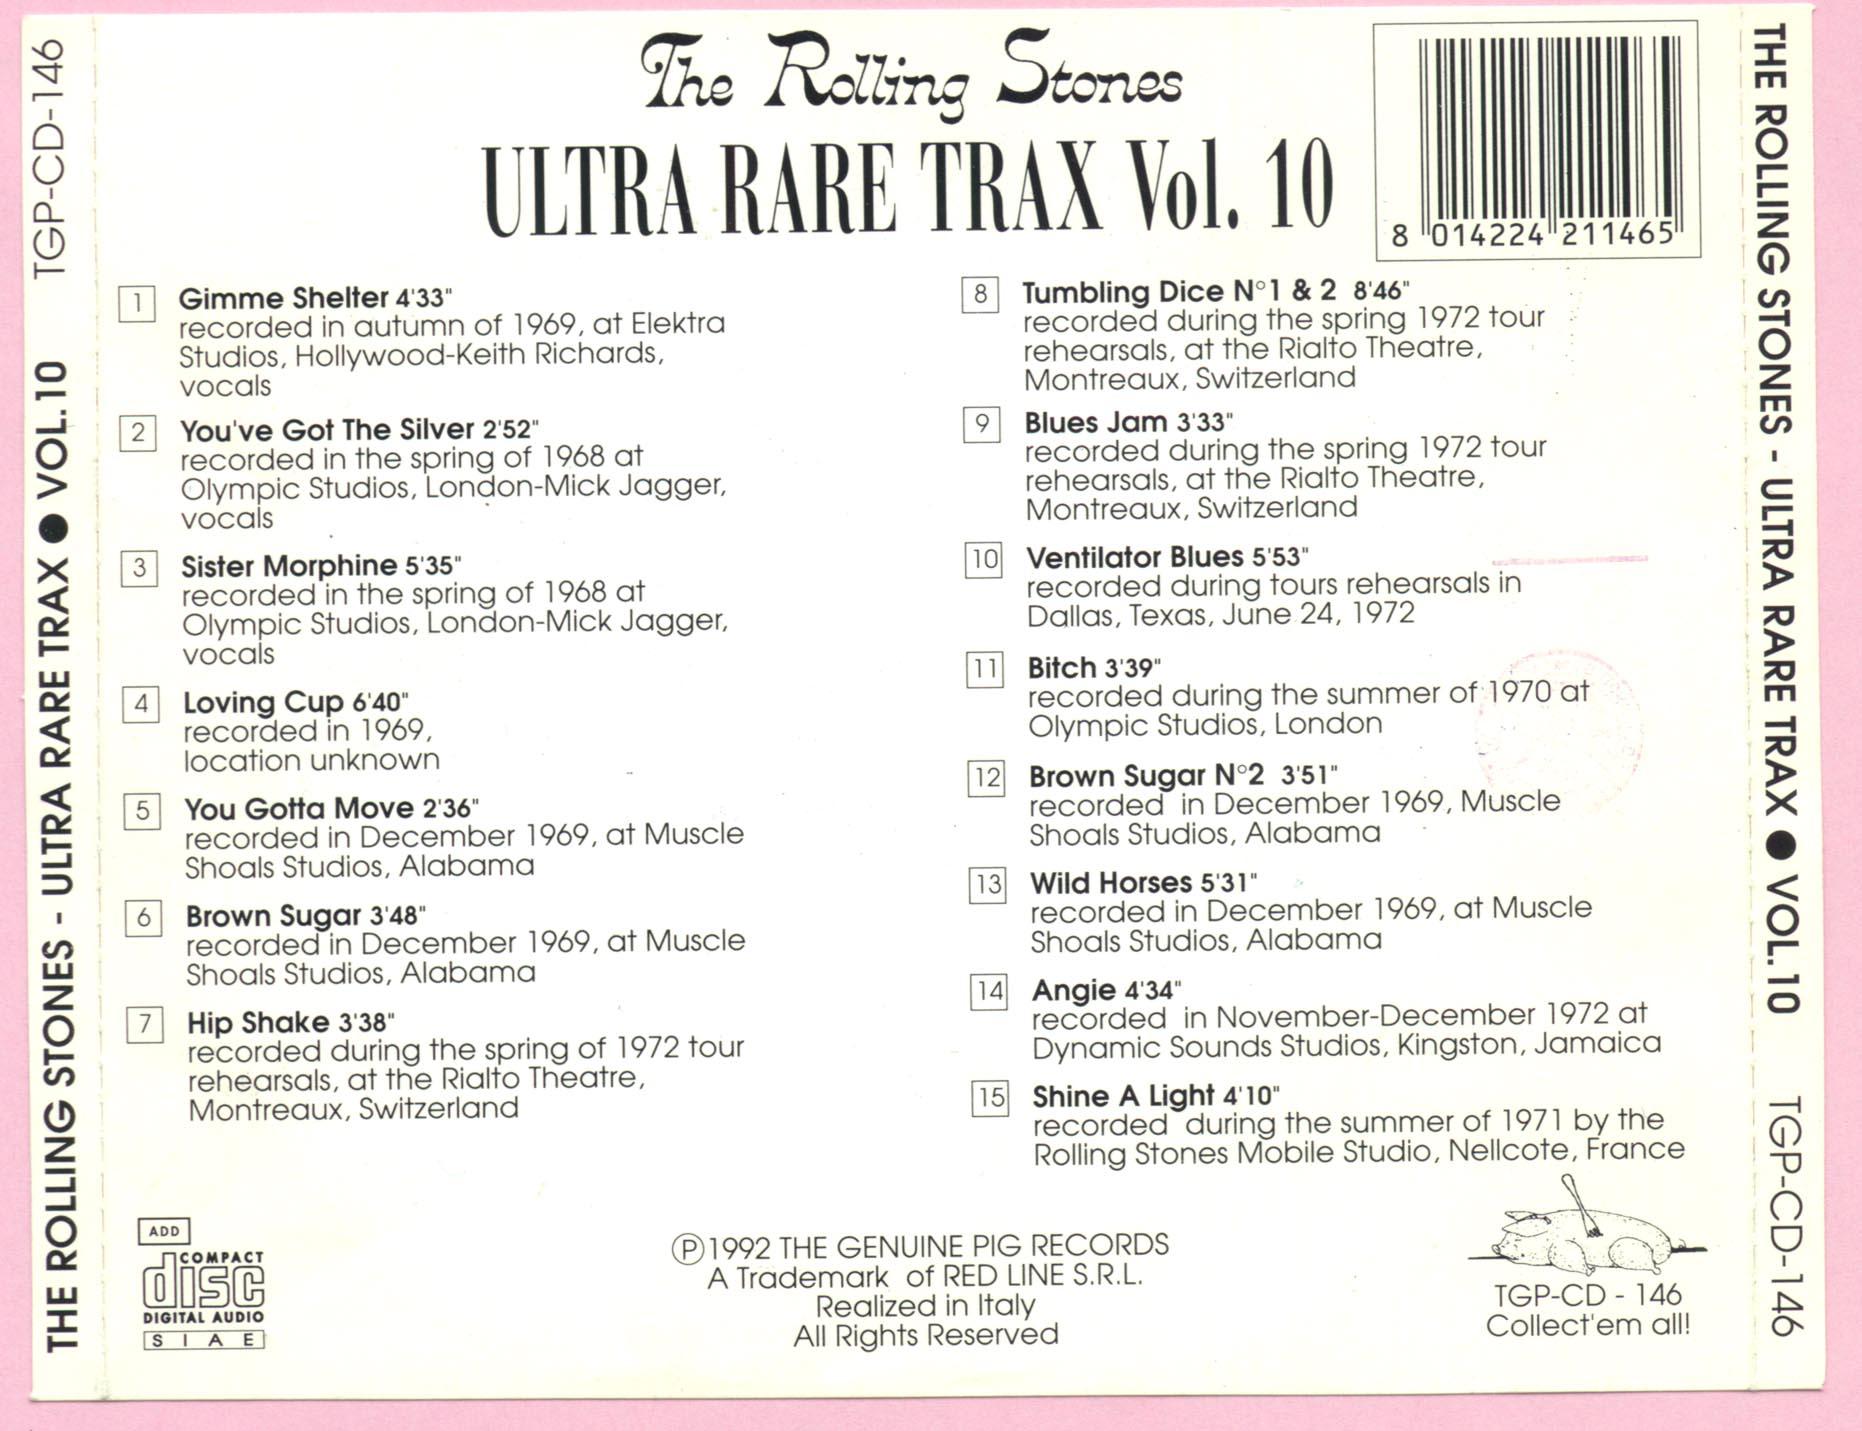 TGP-CD-146
THE ROLLING STONES - ULTRA RARE TRAX ● VOL.10
The Rolling Stones
ULTRA RARE TRAX Vol. 10
8 014224 211465
1 Gimme Shelter 4'33"
recorded in autumn of 1969, at Elektra
Studios, Hollywood-Keith Richards,
vocals
2 You've Got The Silver 2'52"
recorded in the spring of 1968 at
Olympic Studios, London-Mick Jagger,
vocals
3 Sister Morphine 5'35"
recorded in the spring of 1968 at
Olympic Studios, London-Mick Jagger,
vocals
4 Loving Cup 6'40"
recorded in 1969,
location unknown
5 You Gotta Move 2'36"
recorded in December 1969, at Muscle
Shoals Studios, Alabama
6 Brown Sugar 3'48"
recorded in December 1969, at Muscle
Shoals Studios, Alabama
7 Hip Shake 3'38"
recorded during the spring of 1972 tour
rehearsals, at the Rialto Theatre,
Montreaux, Switzerland
8 Tumbling Dice N°1 & 2 8'46"
recorded during the spring 1972 tour
rehearsals, at the Rialto Theatre,
Montreaux, Switzerland
9 Blues Jam 3'33"
recorded during the spring 1972 tour
rehearsals, at the Rialto Theatre,
Montreaux, Switzerland
10 Ventilator Blues 5'53"
recorded during tours rehearsals in
Dallas, Texas, June 24, 1972
11 Bitch 3'39"
recorded during the summer of 1970 at
Olympic Studios, London
12 Brown Sugar N°2 3'51"
recorded in December 1969, Muscle
Shoals Studios, Alabama
13 Wild Horses 5'31"
recorded in December 1969, at Muscle
Shoals Studios, Alabama
14 Angie 4'34"
recorded in November-December 1972 at
Dynamic Sounds Studios, Kingston, Jamaica
15 Shine A Light 4'10"
recorded during the summer of 1971 by the
Rolling Stones Mobile Studio, Nellcote, France
ADD
COMPACT
disc
DIGITAL AUDIO
SIAE
Ⓟ1992 THE GENUINE PIG RECORDS
A Trademark of RED LINE S.R.L.
Realized in Italy
All Rights Reserved
TGP-CD - 146
Collect'em all!
THE ROLLING STONES - ULTRA RARE TRAX ● VOL.10
TGP-CD-146